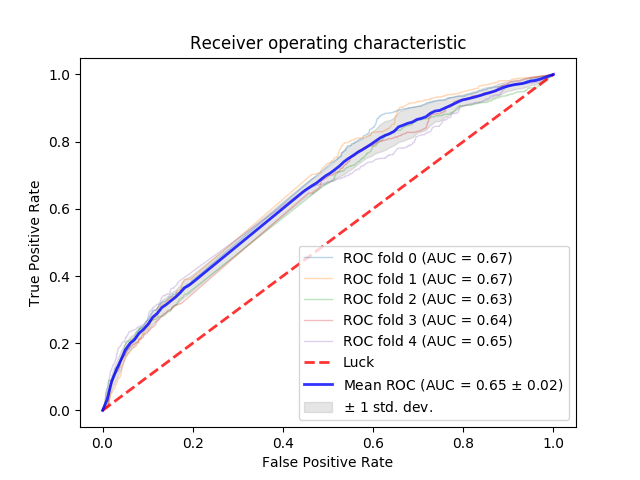 Receiver operating characteristic
True Positive Rate
1.0
0.8
0.6
0.4
0.2
0.0
ROC fold 0 (AUC = 0.67)
ROC fold 1 (AUC = 0.67)
ROC fold 2 (AUC = 0.63)
ROC fold 3 (AUC = 0.64)
ROC fold 4 (AUC = 0.65)
Luck
Mean ROC (AUC = 0.65 ± 0.02)
± 1 std. dev.
0.0 0.2 0.4 0.6 0.8 1.0
False Positive Rate